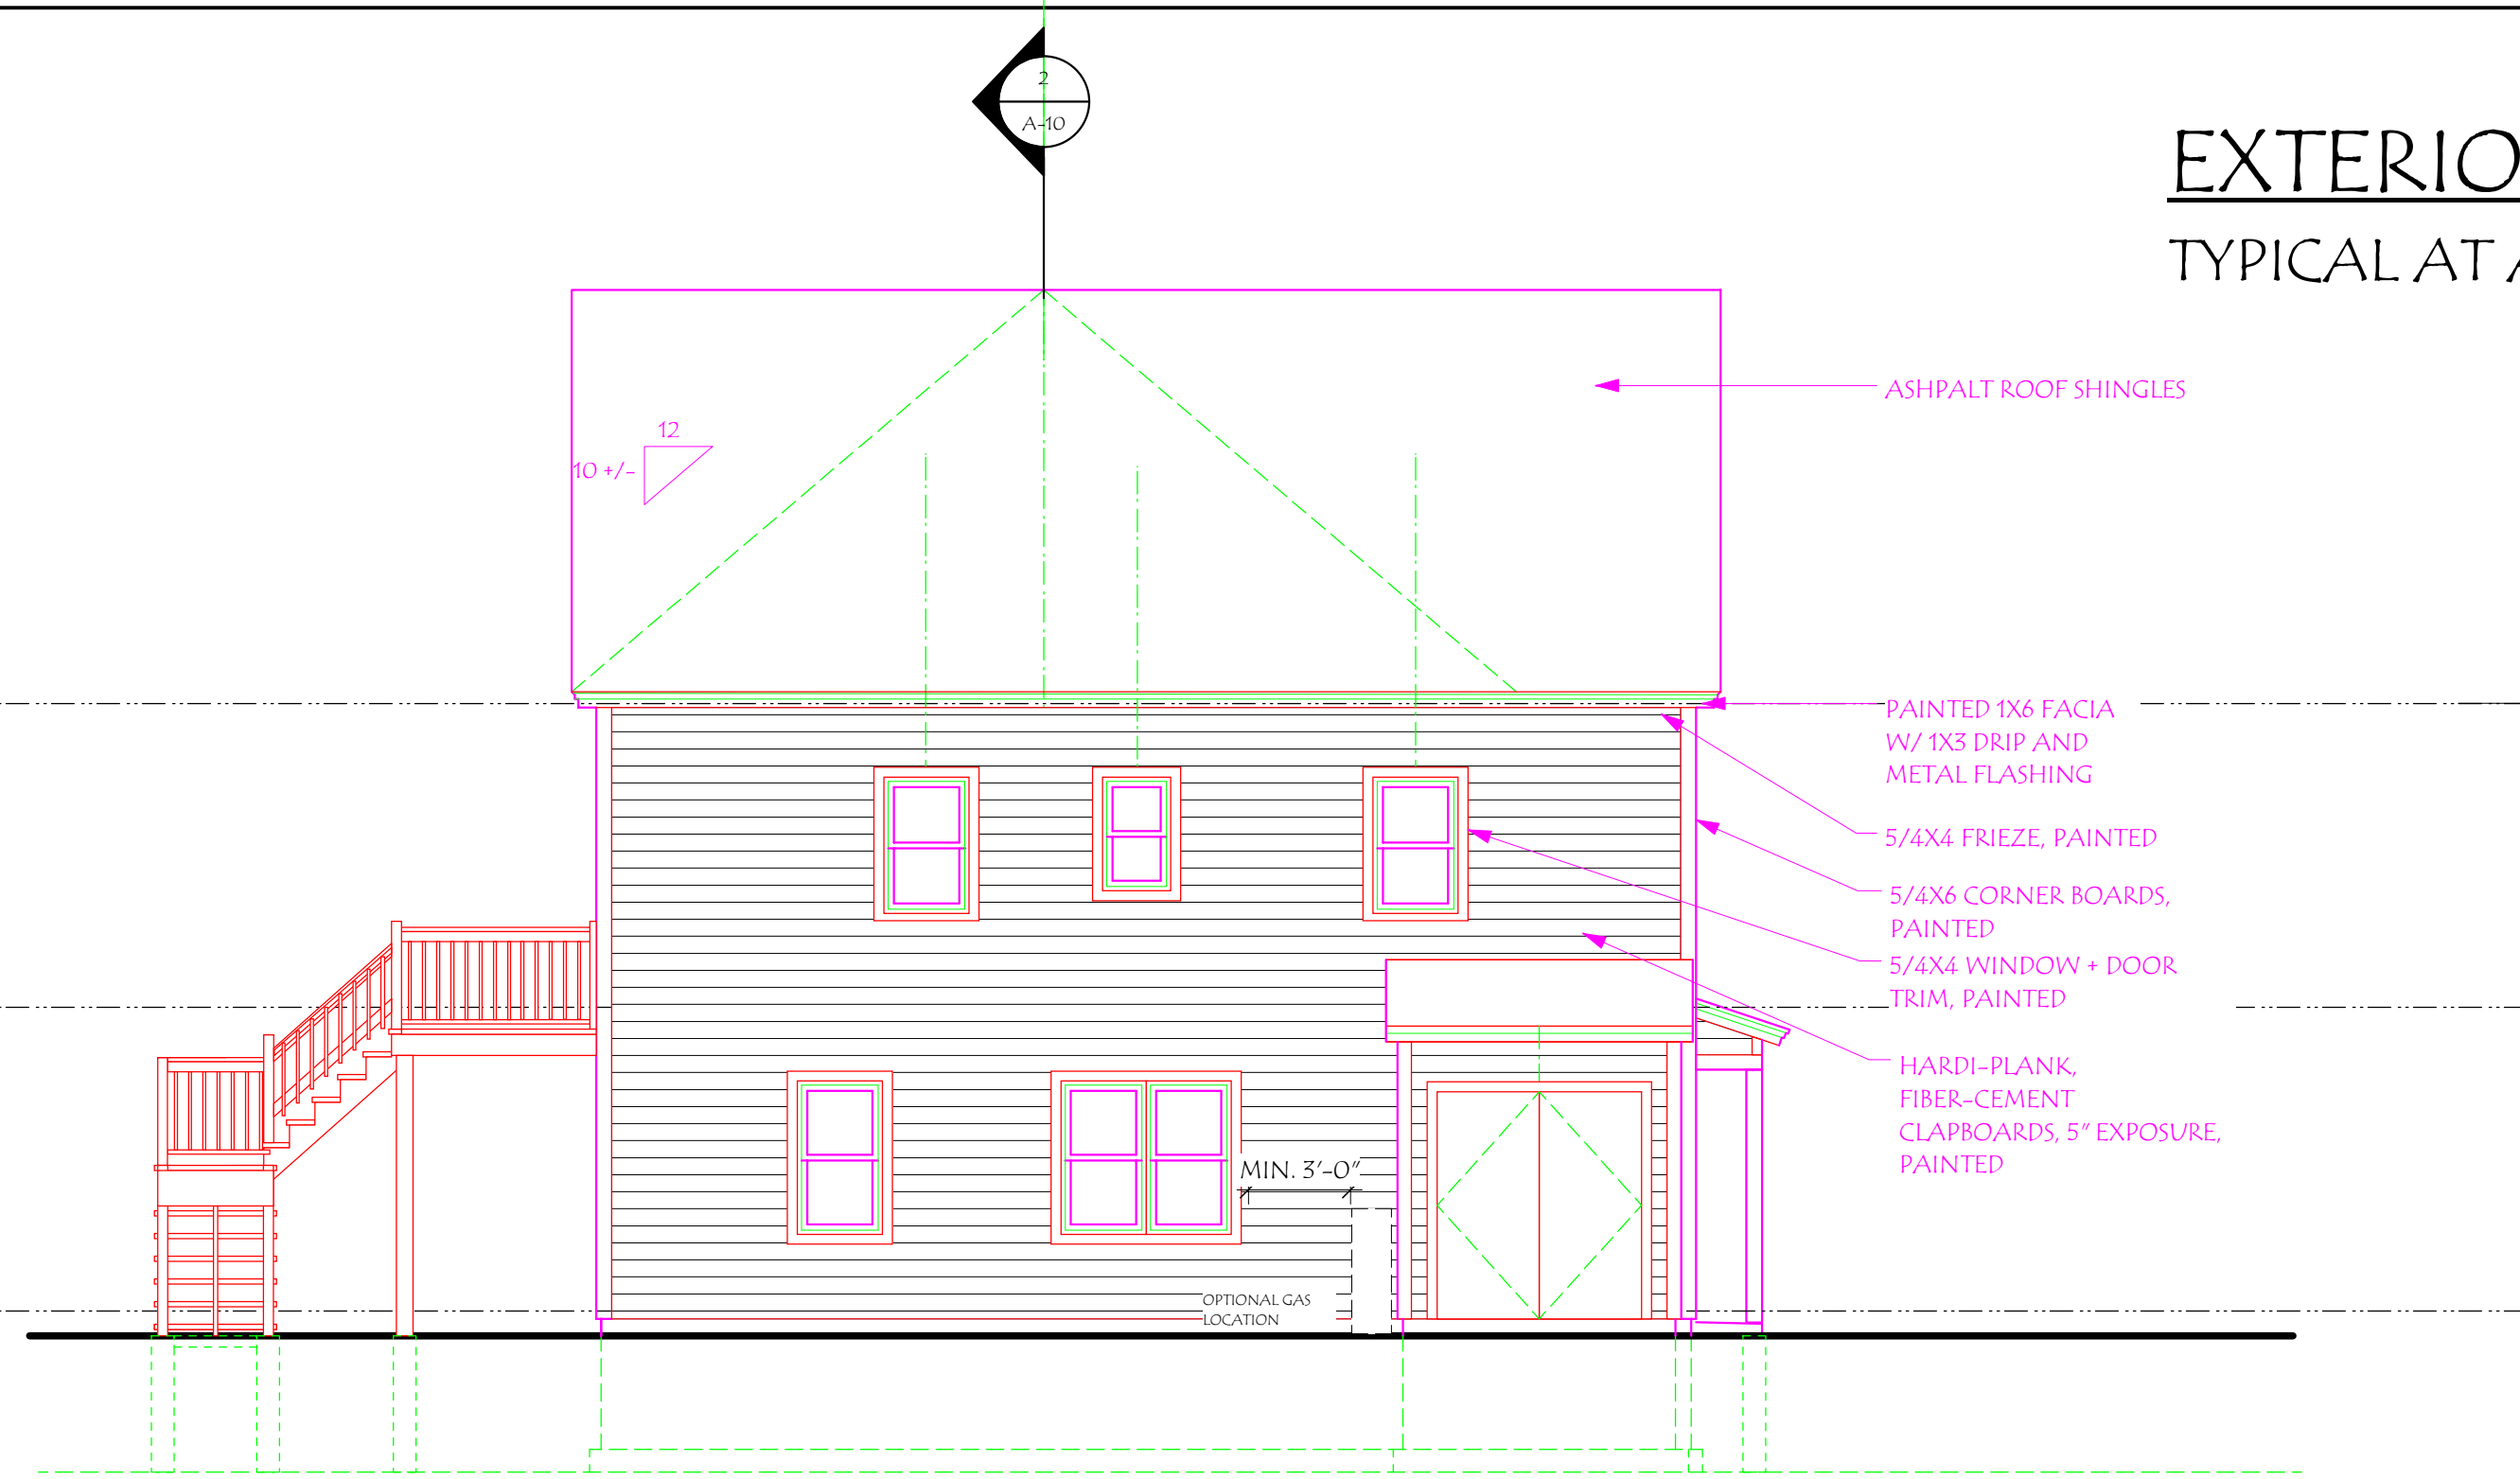 2
A-10
EXTERIO
TYPICAL AT A
ASHPALT ROOF SHINGLES
12
10 +/-
PAINTED 1X6 FACIA
W/ 1X3 DRIP AND
METAL FLASHING
5/4X4 FRIEZE, PAINTED
5/4X6 CORNER BOARDS,
PAINTED
5/4X4 WINDOW + DOOR
TRIM, PAINTED
HARDI-PLANK,
FIBER-CEMENT
CLAPBOARDS, 5" EXPOSURE,
PAINTED
MIN. 3'-0"
OPTIONAL GAS
LOCATION